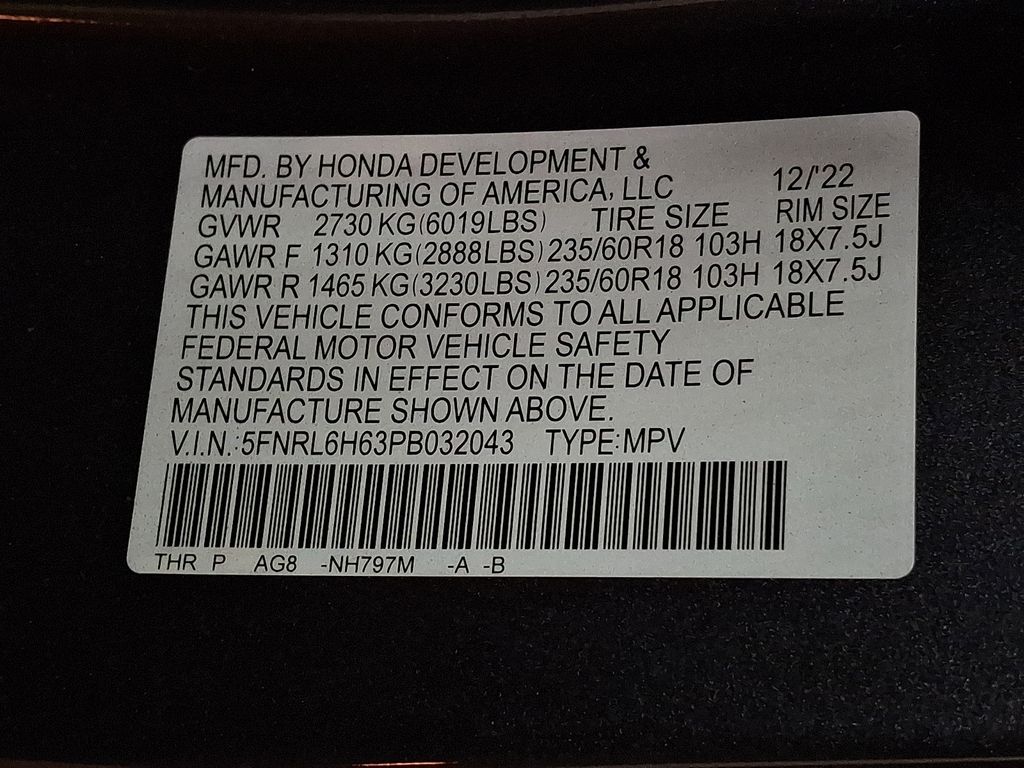 MFD. BY HONDA DEVELOPMENT &
MANUFACTURING OF AMERICA, LLC 12/'22
GVWR 2730 KG(6019LBS) TIRE SIZE RIM SIZE
GAWR F 1310 KG(2888LBS) 235/60R18 103H 18X7.5J
GAWR R 1465 KG(3230LBS) 235/60R18 103H 18X7.5J
THIS VEHICLE CONFORMS TO ALL APPLICABLE
FEDERAL MOTOR VEHICLE SAFETY
STANDARDS IN EFFECT ON THE DATE OF
MANUFACTURE SHOWN ABOVE.
V.I.N.:5FNRL6H63PB032043 TYPE:MPV
THR P AG8 -NH797M -A -B